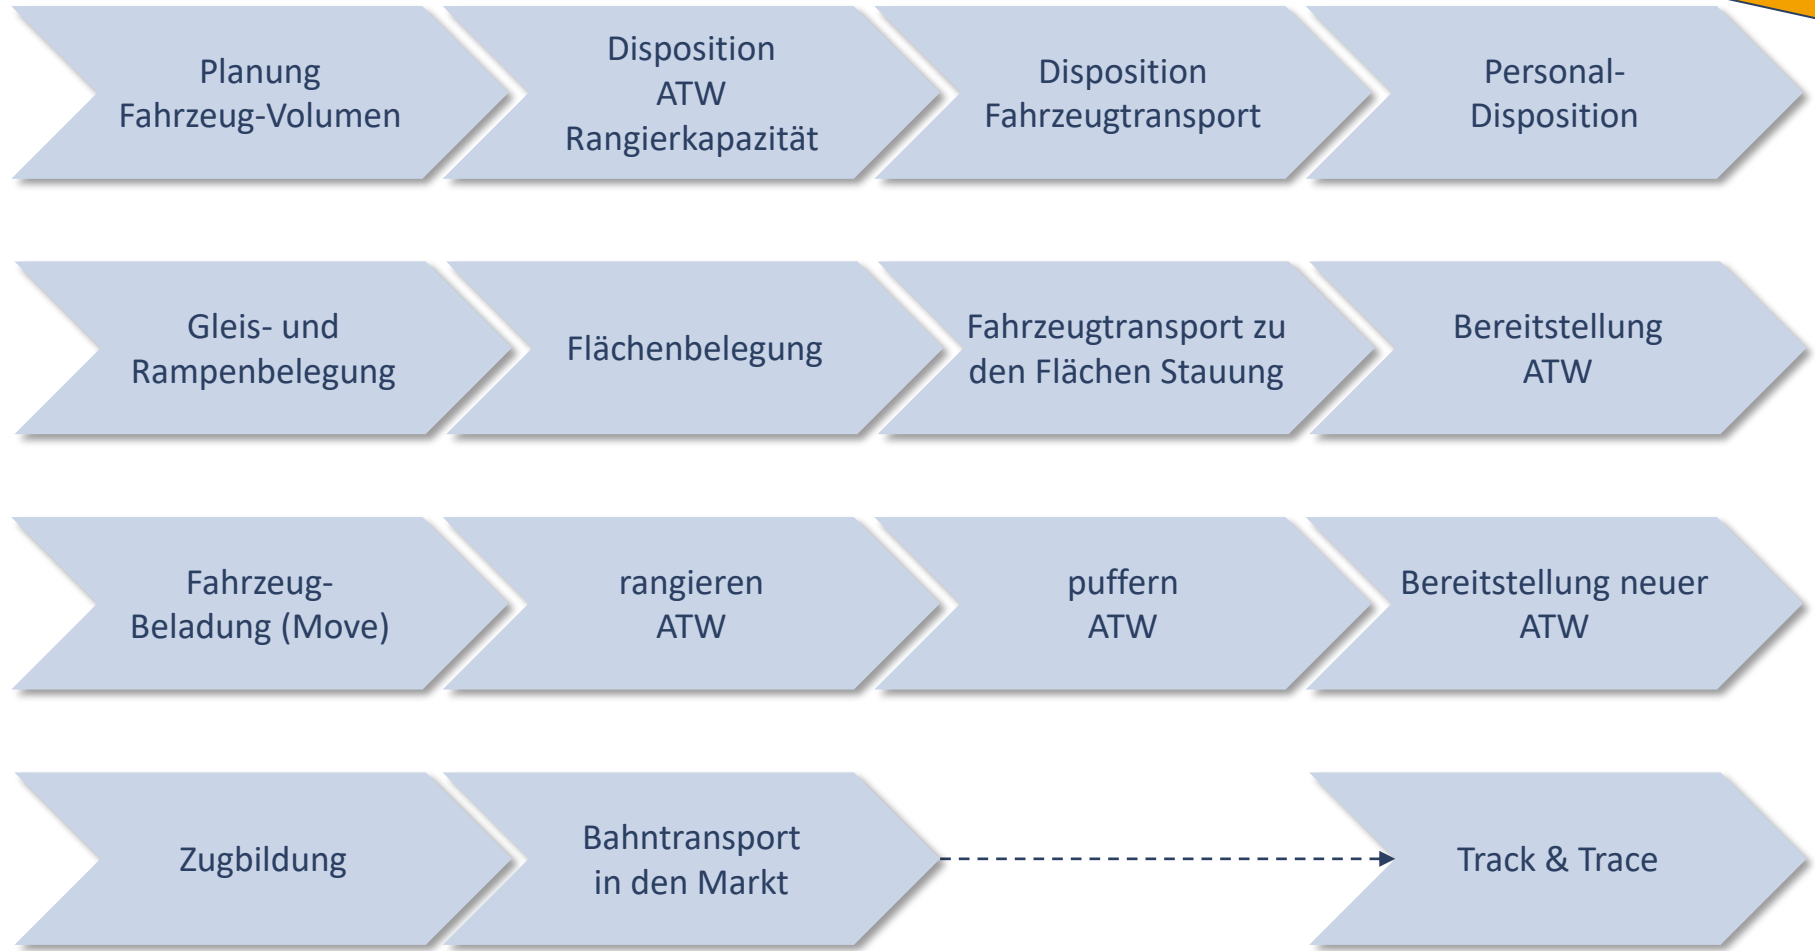 Planung
Fahrzeug-Volumen
Disposition
ATW
Rangierkapazität
Disposition
Fahrzeugtransport
Personal-
Disposition
Gleis- und
Rampenbelegung
Flächenbelegung
Fahrzeugtransport zu
den Flächen Stauung
Bereitstellung
ATW
Fahrzeug-
Beladung (Move)
rangieren
ATW
puffern
ATW
Bereitstellung neuer
ATW
Zugbildung
Bahntransport
in den Markt
Track & Trace